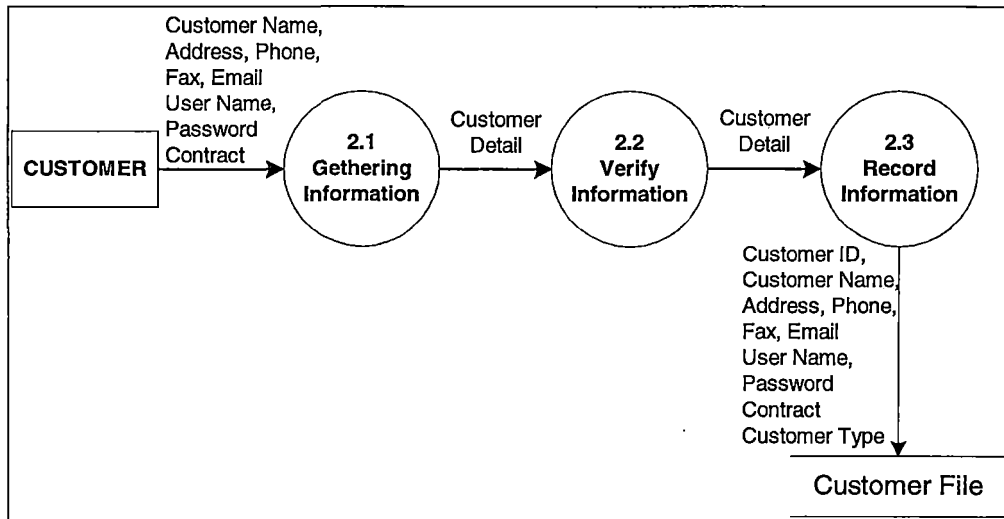 Customer Name,
Address, Phone,
Fax, Email
User Name,
Password
Contract
CUSTOMER
2.1
Gethering
Information
Customer
Detail
2.2
Verify
Information
Customer
Detail
2.3
Record
Information
Customer ID,
Customer Name,
Address, Phone,
Fax, Email
User Name,
Password
Contract
Customer Type
Customer File